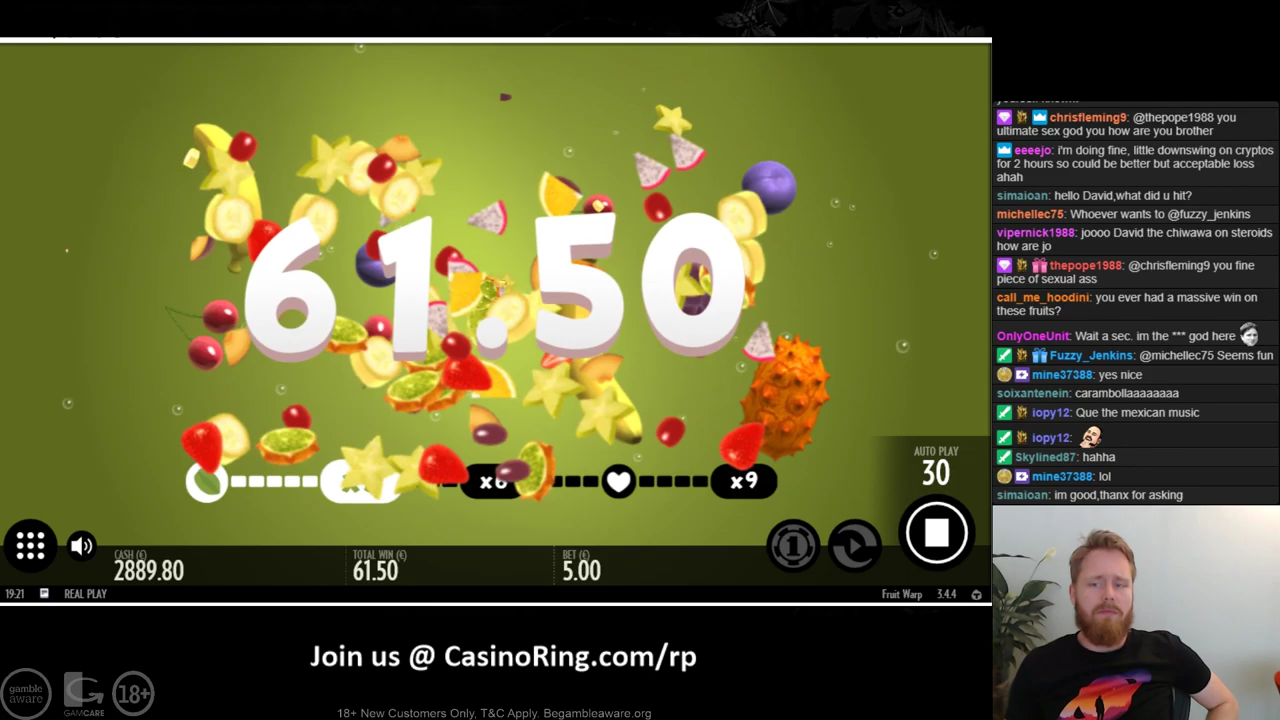 61.50
x6
x9
AUTO PLAY
30
CASH (€)
2889.80
TOTAL WIN (€)
61.50
BET (€)
5.00
1
19:21
REAL PLAY
Fruit Warp 3.4.4
Join us @ CasinoRing.com/rp
gamble
aware
GAMCARE
18+
18+ New Customers Only, T&C Apply. Begambleaware.org
chrisfleming9: @thepope1988 you
ultimate sex god you how are you brother
eeeejo: i'm doing fine, little downswing on cryptos
for 2 hours so could be better but acceptable loss
ahah
simaioan: hello David,what did u hit?
michellec75: Whoever wants to @fuzzy_jenkins
vipernick1988: joooo David the chiwawa on steroids
how are jo
thepope1988: @chrisfleming9 you fine
piece of sexual ass
call_me_hoodini: you ever had a massive win on
these fruits?
OnlyOneUnit: Wait a sec. im the *** god here
Fuzzy_Jenkins: @michellec75 Seems fun
mine37388: yes nice
soixantenein: carambollaaaaaaa
iopy12: Que the mexican music
iopy12:
Skylined87: hahha
mine37388: lol
simaioan: im good,thanx for asking